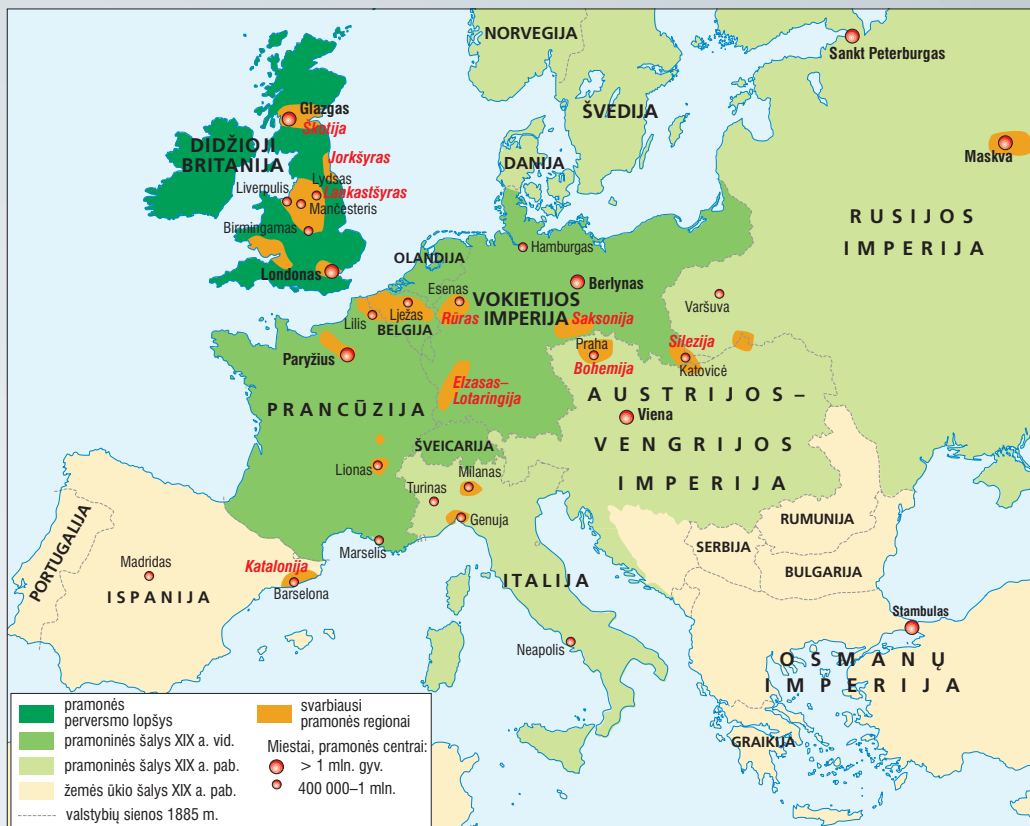 NORVEGIJA
Sankt Peterburgas
ŠVEDIJA
Glazgas
Škotija
DIDŽIOJI
BRITANIJA
Jorkšyras
Maskva
DANIJA
Lydsas
Liverpulis
Lankastšyras
Mančesteris
RUSIJOS
IMPERIJA
Birmingamas
Hamburgas
OLANDIJA
Londonas
Esenas
Berlynas
VOKIETIJOS
IMPERIJA
Varšuva
Lilis
Lježas
BELGIJA
Rūras
Saksonija
Praha
Silezija
Paryžius
Bohemija
Katovicė
Elzasas–
Lotaringija
AUSTRIJOS–
VENGRIJOS
IMPERIJA
PRANCŪZIJA
Viena
ŠVEICARIJA
Lionas
Milanas
Turinas
Genuja
RUMUNIJA
PORTUGALIJA
Marselis
SERBIJA
Madridas
Katalonija
BULGARIJA
ISPANIJA
Barselona
ITALIJA
Stambulas
Neapolis
OSMANŲ
IMPERIJA
GRAIKIJA
pramonės
perversmo lopšys
pramoninės šalys XIX a. vid.
pramoninės šalys XIX a. pab.
žemės ūkio šalys XIX a. pab.
valstybių sienos 1885 m.
svarbiausi
pramonės regionai
Miestai, pramonės centrai:
> 1 mln. gyv.
400 000–1 mln.